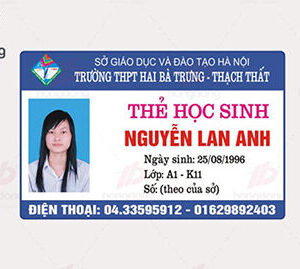 SỞ GIÁO DỤC VÀ ĐÀO TẠO HÀ NỘI
TRƯỜNG THPT HAI BÀ TRƯNG - THẠCH THẤT
THẺ HỌC SINH
NGUYỄN LAN ANH
Ngày sinh: 25/08/1996
Lớp: A1 - K11
Số: (theo của sở)
ĐIỆN THOẠI: 04.33595912 - 01629892403